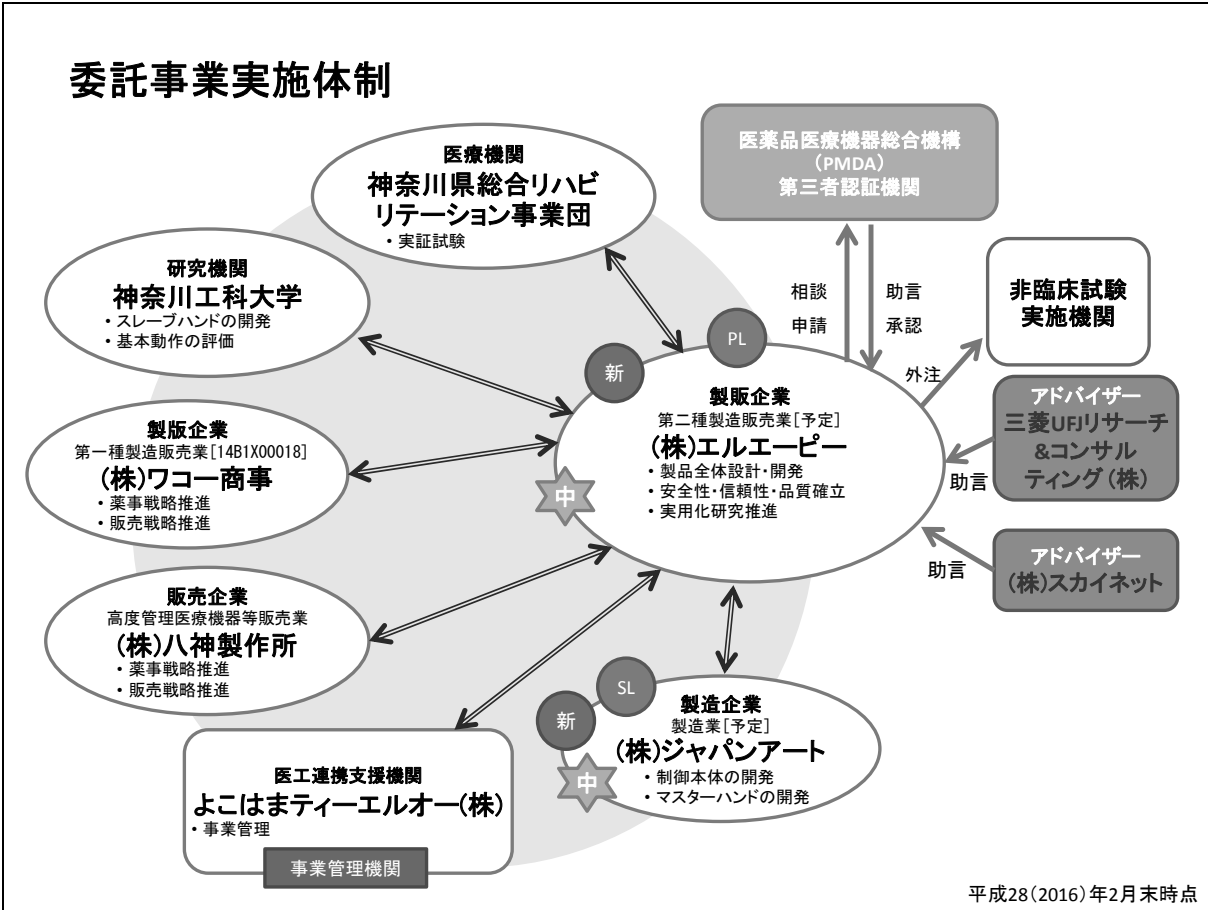 委託事業実施体制
医療機関
神奈川県総合リハビ
リテーション事業団
・実証試験
医薬品医療機器総合機構
（PMDA）
第三者認証機関
研究機関
神奈川工科大学
・スレーブハンドの開発
・基本動作の評価
相談
申請
助言
承認
非臨床試験
実施機関
外注
PL
新
製販企業
第二種製造販売業[予定]
(株)エルエーピー
・製品全体設計・開発
・安全性・信頼性・品質確立
・実用化研究推進
中
製版企業
第一種製造販売業[14B1X00018]
(株)ワコー商事
・薬事戦略推進
・販売戦略推進
アドバイザー
三菱UFJリサーチ
&コンサル
ティング（株）
助言
アドバイザー
(株)スカイネット
助言
販売企業
高度管理医療機器等販売業
(株)八神製作所
・薬事戦略推進
・販売戦略推進
SL
新
製造企業
製造業[予定]
(株)ジャパンアート
・制御本体の開発
・マスターハンドの開発
中
医工連携支援機関
よこはまティーエルオー(株)
・事業管理
事業管理機関
平成28(2016)年2月末時点